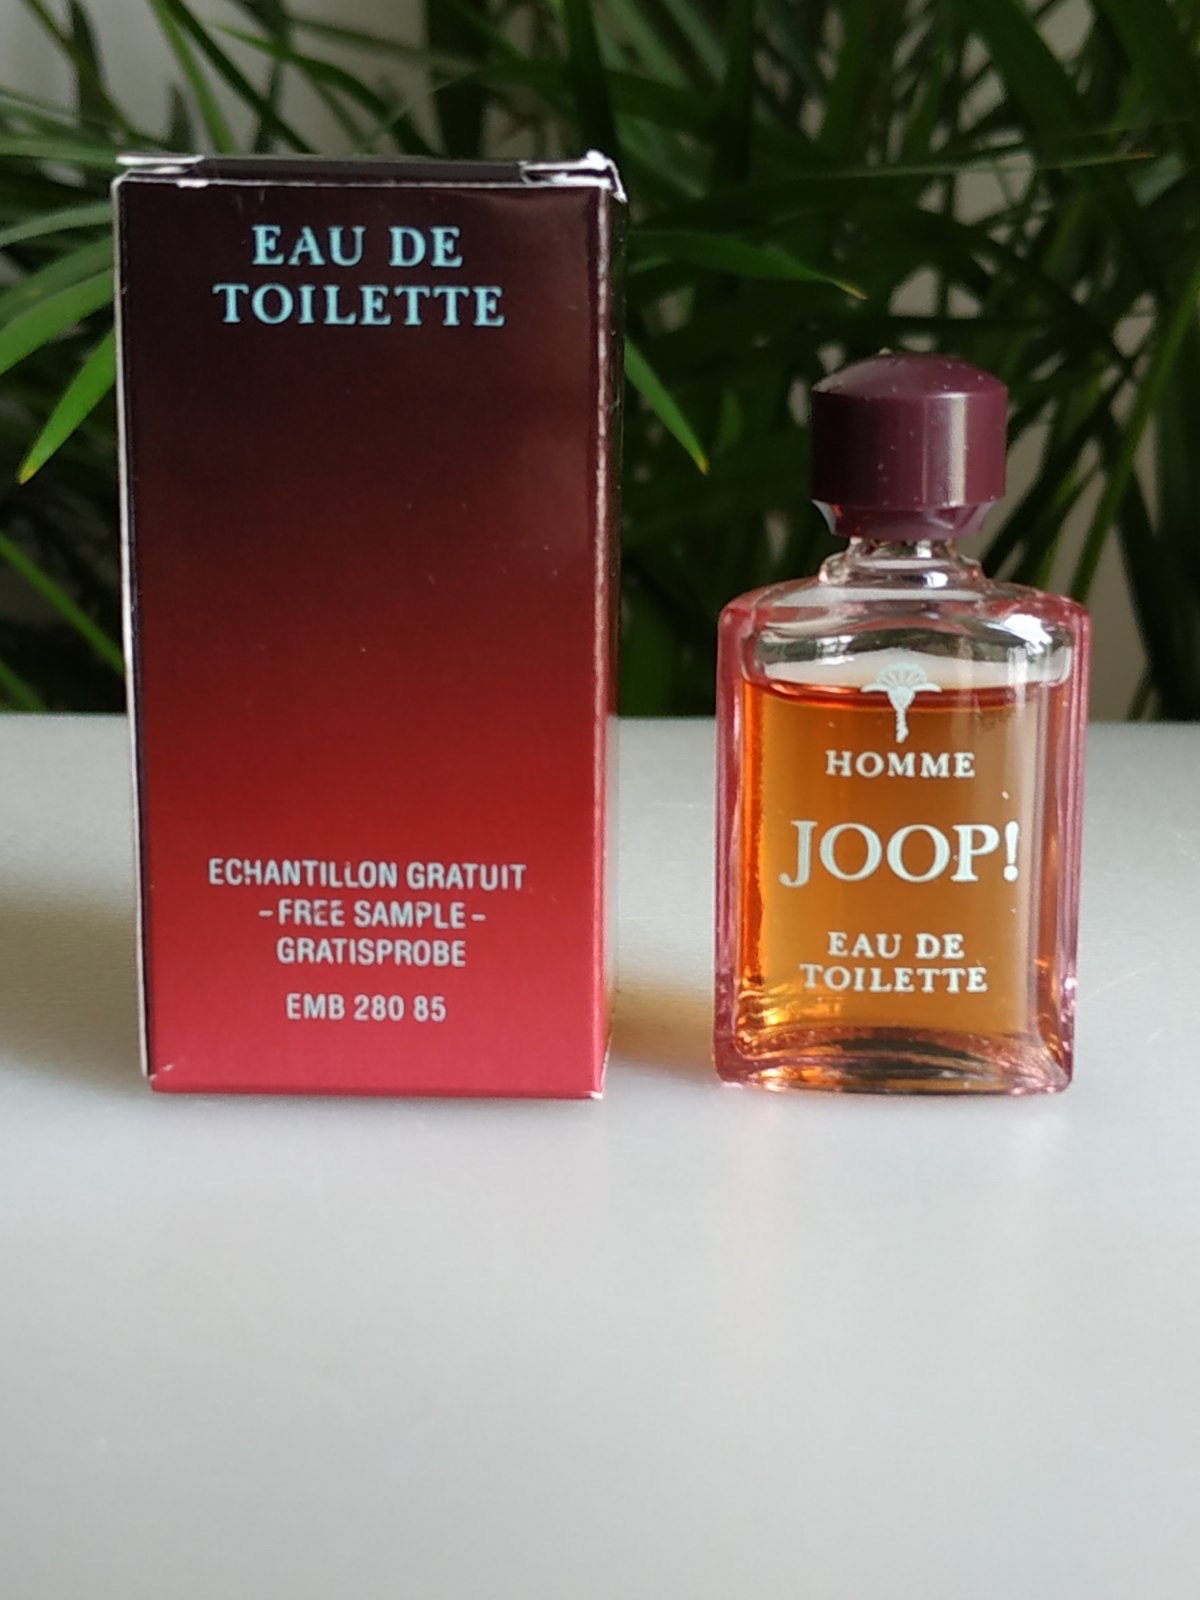 EAU DE
TOILETTE
ECHANTILLON GRATUIT
- FREE SAMPLE -
GRATISPROBE
EMB 280 85
HOMME
JOOP!
EAU DE
TOILETTE